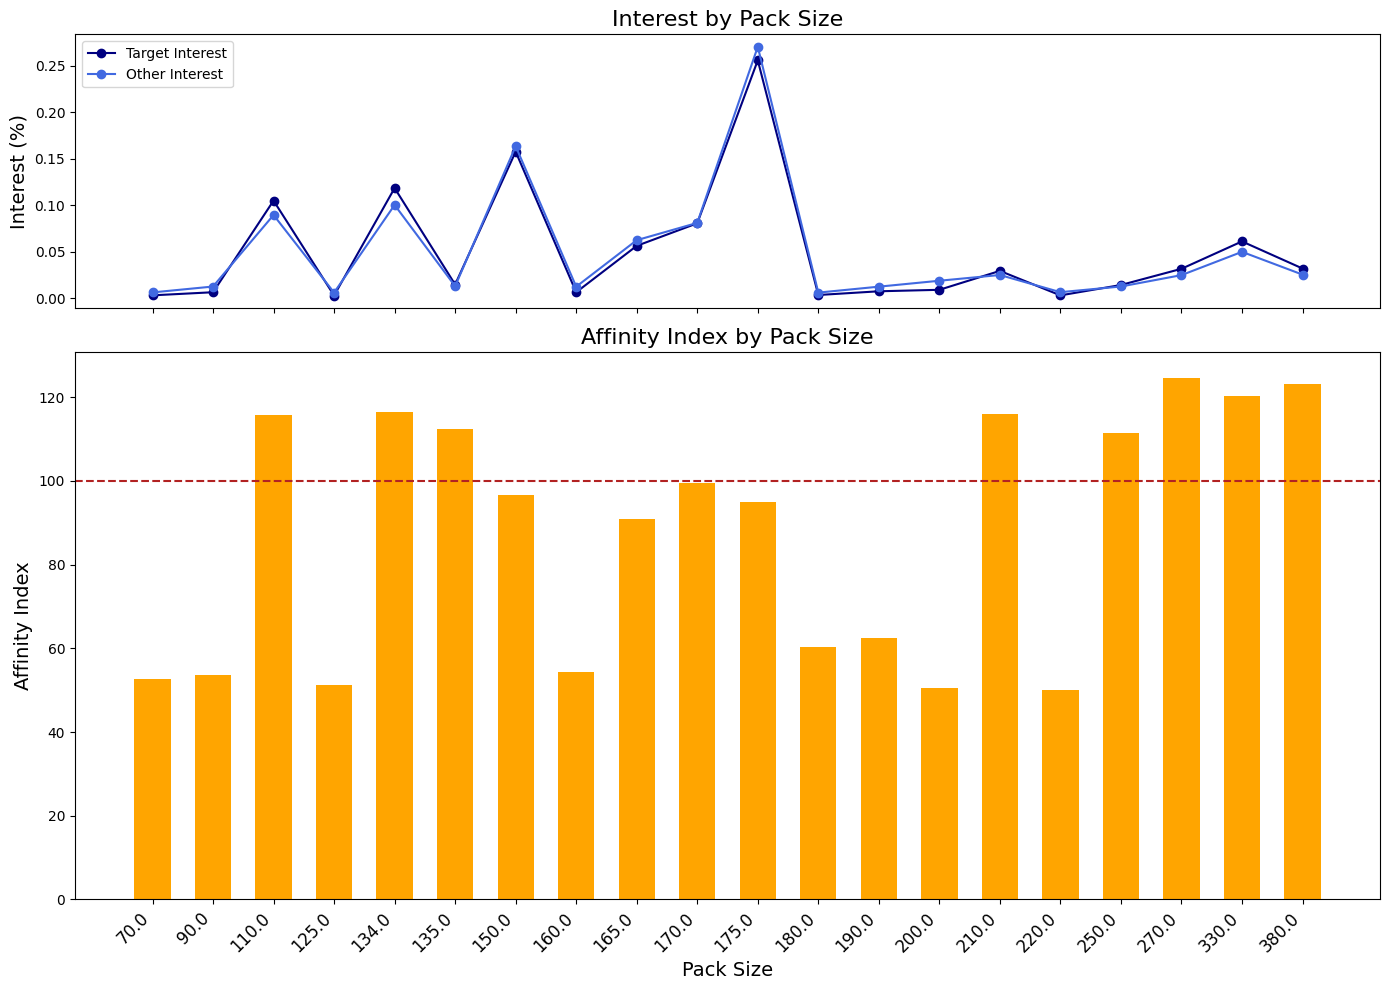 Interest by Pack Size
Target Interest
Other Interest
Interest (%)
0.25
0.20
0.15
0.10
0.05
0.00
Affinity Index by Pack Size
Affinity Index
120
100
80
60
40
20
0
70.0 90.0 110.0 125.0 134.0 135.0 150.0 160.0 165.0 170.0 175.0 180.0 190.0 200.0 210.0 220.0 250.0 270.0 330.0 380.0
Pack Size